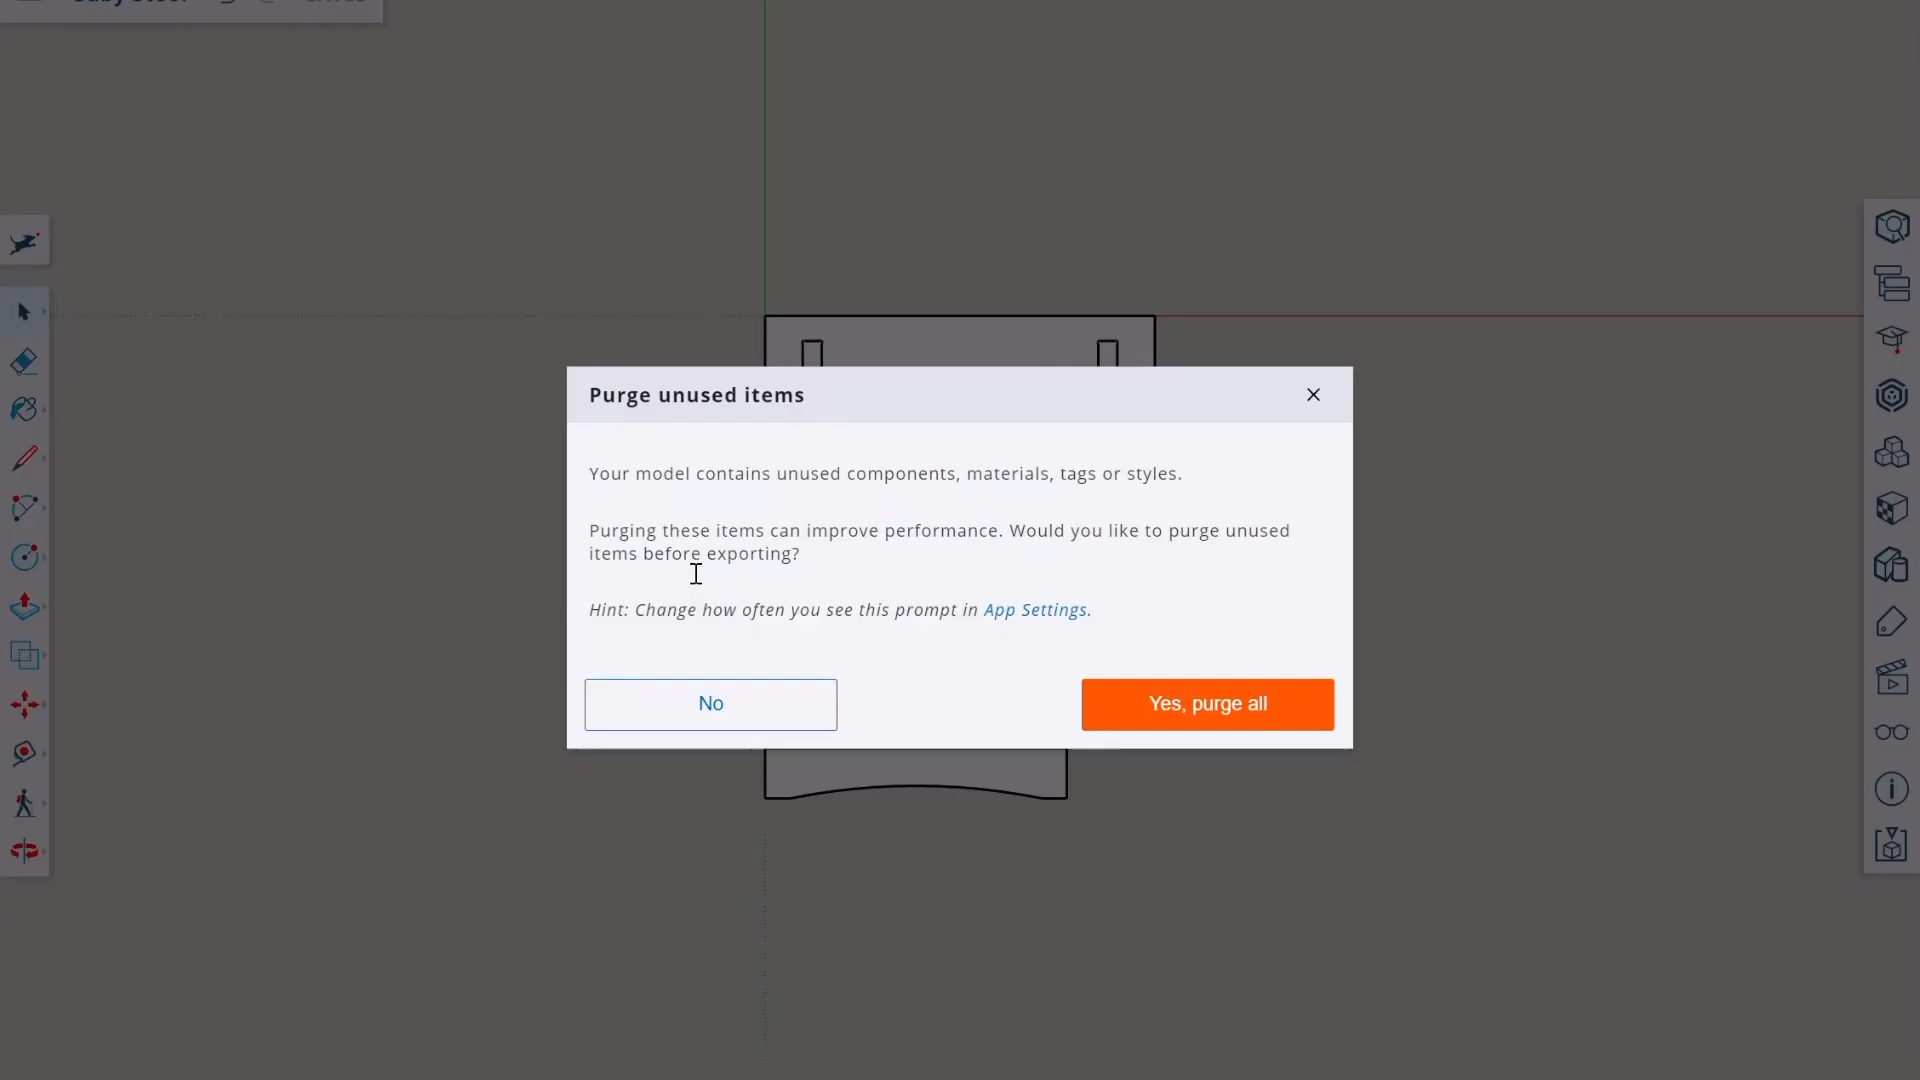 Purge unused items
Your model contains unused components, materials, tags or styles.
Purging these items can improve performance. Would you like to purge unused
items before exporting?
Hint: Change how often you see this prompt in App Settings.
No
Yes, purge all